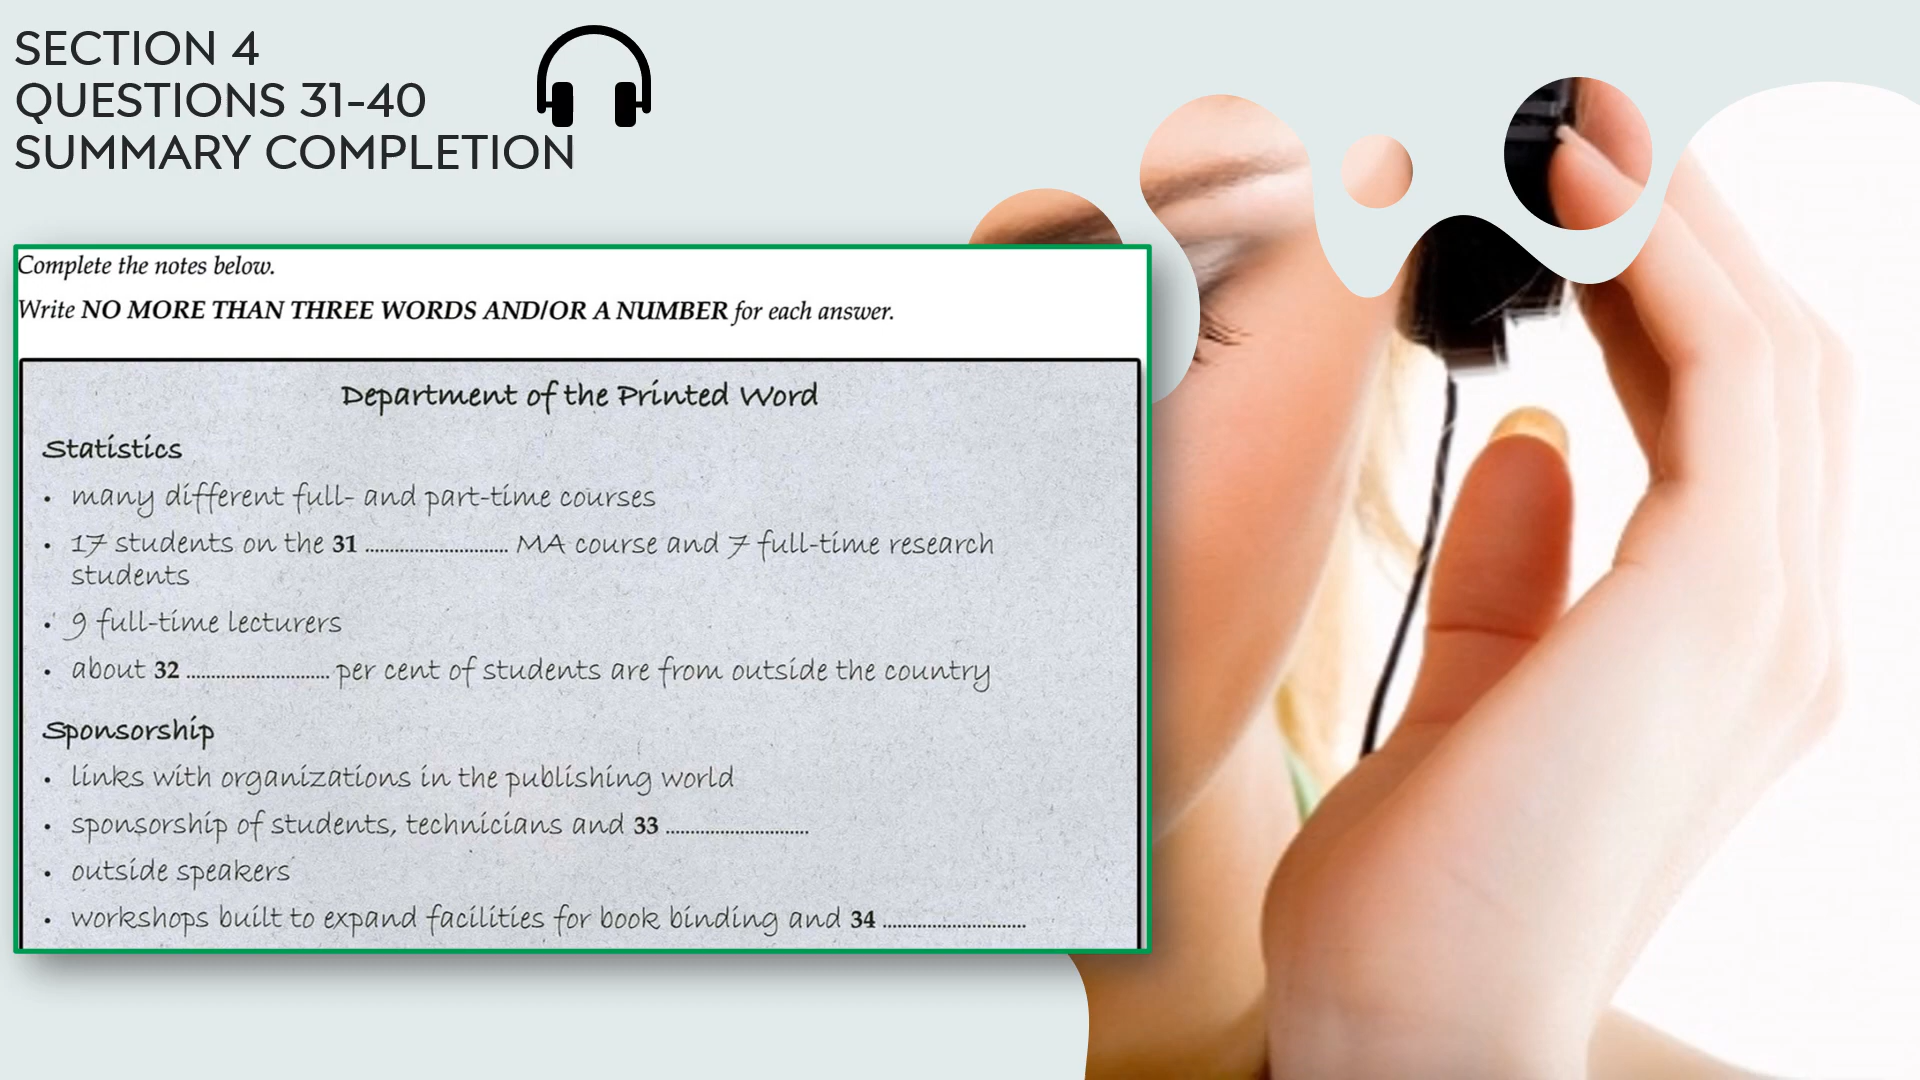 SECTION 4
QUESTIONS 31-40
SUMMARY COMPLETION
Complete the notes below.
Write NO MORE THAN THREE WORDS AND/OR A NUMBER for each answer.
Department of the Printed Word
Statistics
• many different full- and part-time courses
• 17 students on the 31 .............................. MA course and 7 full-time research
students
• 9 full-time lecturers
• about 32 .............................. per cent of students are from outside the country
Sponsorship
• links with organizations in the publishing world
• sponsorship of students, technicians and 33 ..............................
• outside speakers
• workshops built to expand facilities for book binding and 34 ..............................